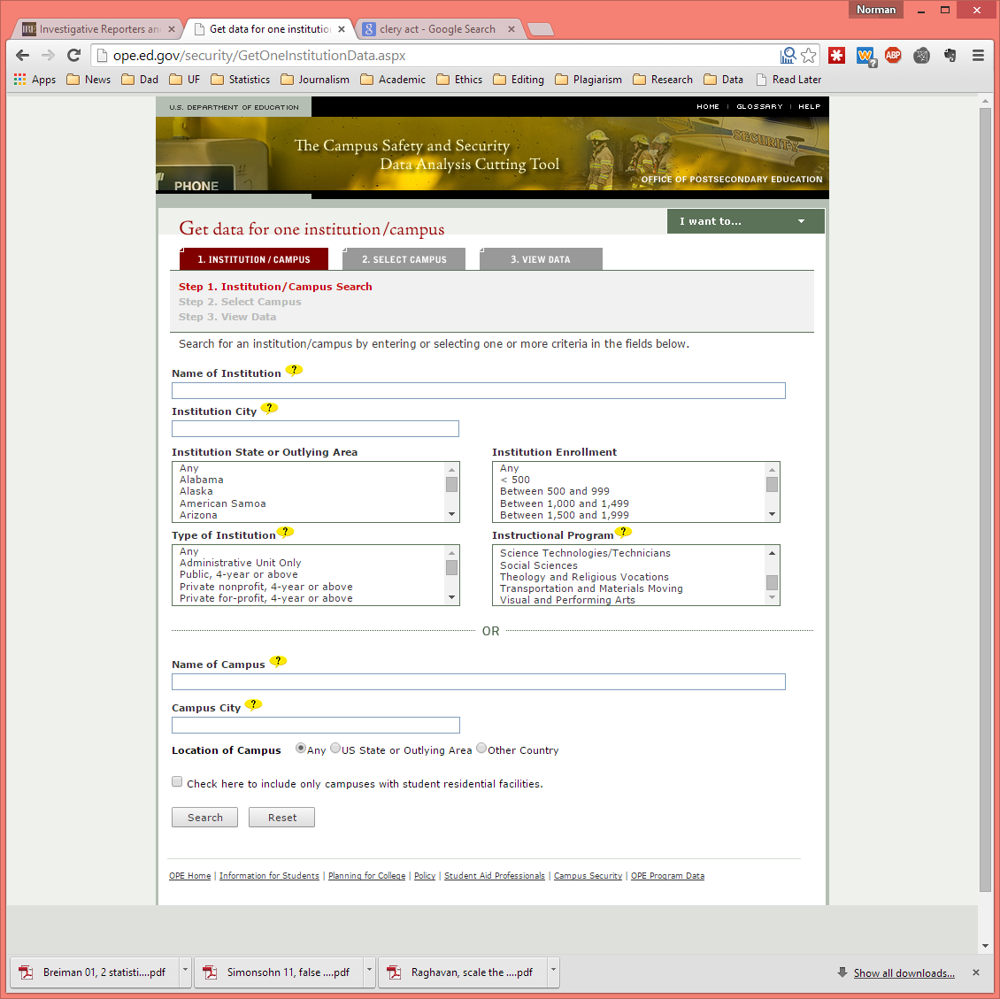 Norman
Investigative Reporters an
Get data for one institutio
clery act - Google Search
ope.ed.gov/security/GetOneInstitutionData.aspx
Apps News Dad UF Statistics Journalism Academic Ethics Editing Plagiarism Research Data Read Later
U.S. DEPARTMENT OF EDUCATION
HOME | GLOSSARY | HELP
The Campus Safety and Security
Data Analysis Cutting Tool
SECURITY
PHONE
OFFICE OF POSTSECONDARY EDUCATION
Get data for one institution/campus
I want to...
1. INSTITUTION / CAMPUS
2. SELECT CAMPUS
3. VIEW DATA
Step 1. Institution/Campus Search
Step 2. Select Campus
Step 3. View Data
Search for an institution/campus by entering or selecting one or more criteria in the fields below.
Name of Institution ?
Institution City ?
Institution State or Outlying Area
Any
Alabama
Alaska
American Samoa
Arizona
Institution Enrollment
Any
< 500
Between 500 and 999
Between 1,000 and 1,499
Between 1,500 and 1,999
Type of Institution ?
Any
Administrative Unit Only
Public, 4-year or above
Private nonprofit, 4-year or above
Private for-profit, 4-year or above
Instructional Program ?
Science Technologies/Technicians
Social Sciences
Theology and Religious Vocations
Transportation and Materials Moving
Visual and Performing Arts
OR
Name of Campus ?
Campus City ?
Location of Campus Any US State or Outlying Area Other Country
Check here to include only campuses with student residential facilities.
Search Reset
OPE Home | Information for Students | Planning for College | Policy | Student Aid Professionals | Campus Security | OPE Program Data
Breiman 01, 2 statisti....pdf
Simonsohn 11, false ....pdf
Raghavan, scale the ....pdf
Show all downloads...